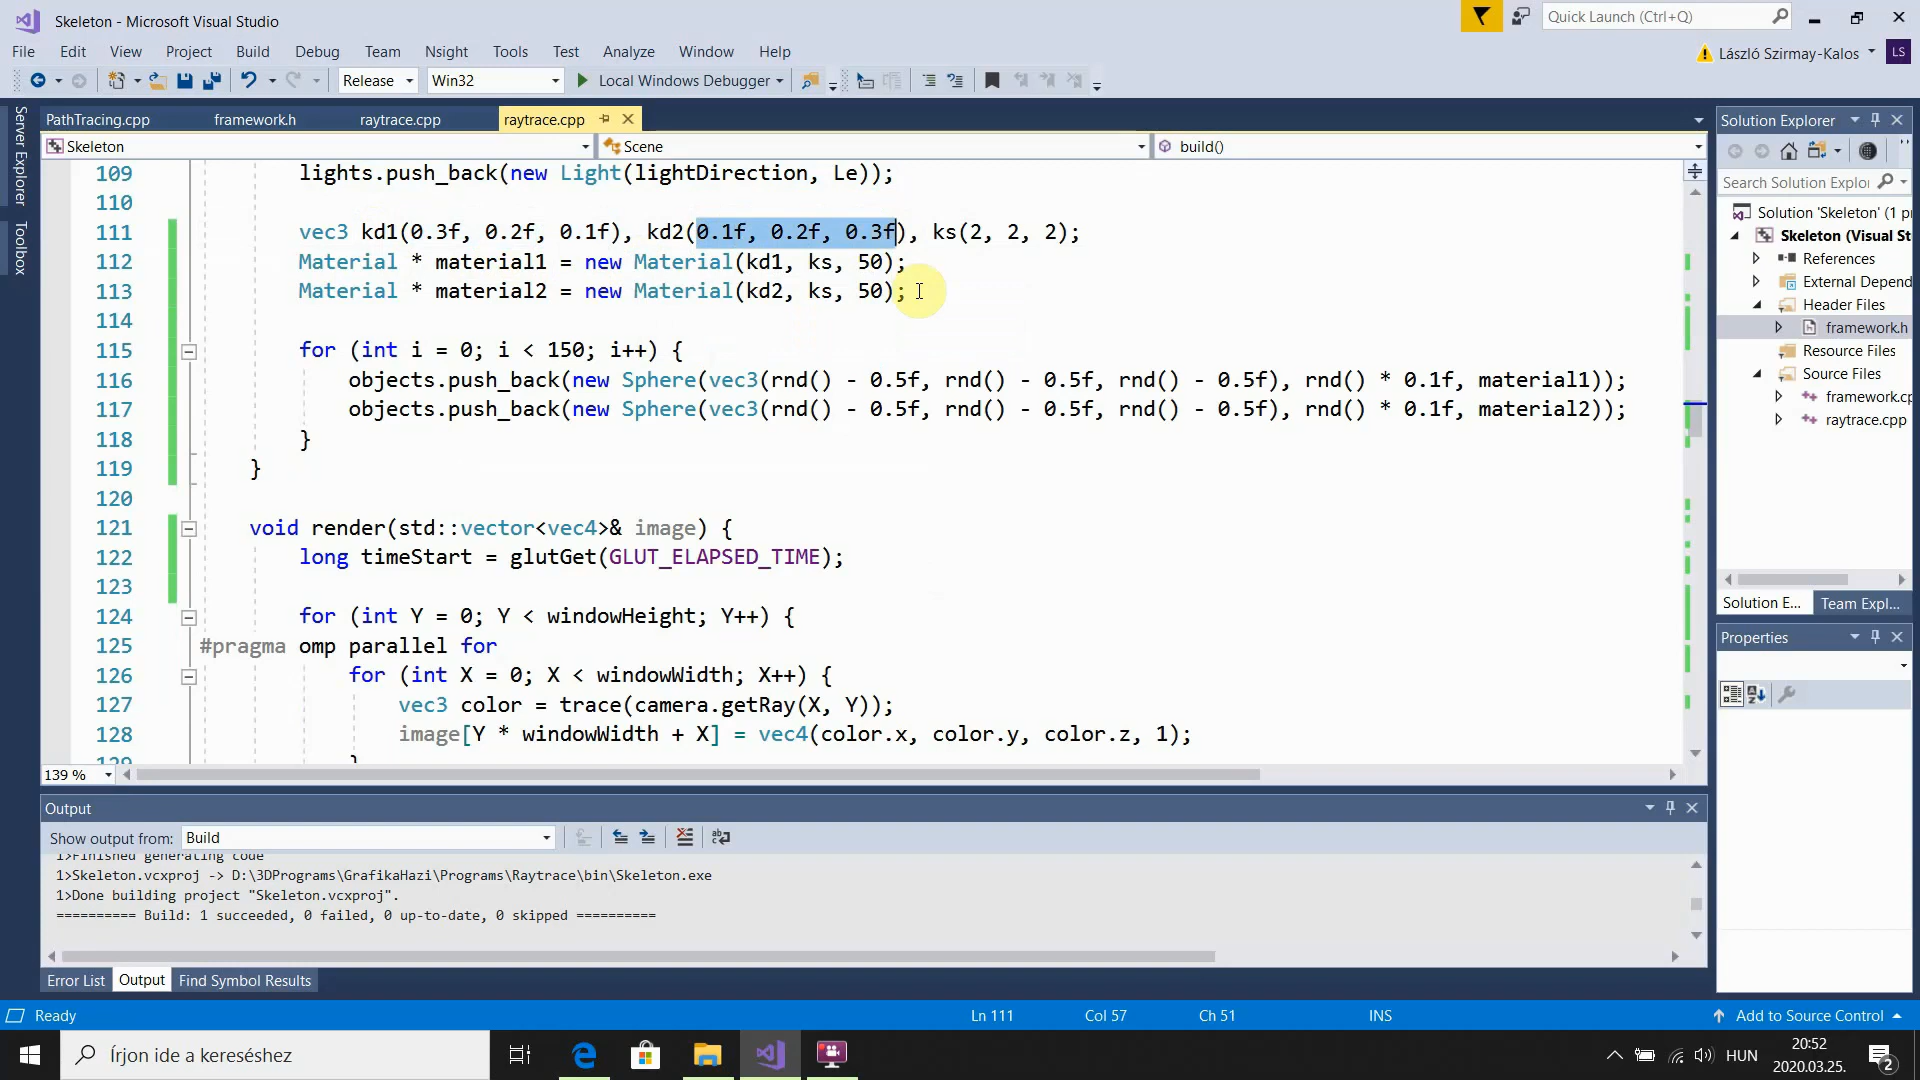 Skeleton - Microsoft Visual Studio
Quick Launch (Ctrl+Q)
File Edit View Project Build Debug Team Nsight Tools Test Analyze Window Help
László Szirmay-Kalos LS
Release Win32 Local Windows Debugger
Server Explorer
Toolbox
PathTracing.cpp framework.h raytrace.cpp raytrace.cpp
Skeleton Scene build()
109 lights.push_back(new Light(lightDirection, Le));
110
111 vec3 kd1(0.3f, 0.2f, 0.1f), kd2(0.1f, 0.2f, 0.3f), ks(2, 2, 2);
112 Material * material1 = new Material(kd1, ks, 50);
113 Material * material2 = new Material(kd2, ks, 50);
114
115 for (int i = 0; i < 150; i++) {
116 objects.push_back(new Sphere(vec3(rnd() - 0.5f, rnd() - 0.5f, rnd() - 0.5f), rnd() * 0.1f, material1));
117 objects.push_back(new Sphere(vec3(rnd() - 0.5f, rnd() - 0.5f, rnd() - 0.5f), rnd() * 0.1f, material2));
118 }
119 }
120
121 void render(std::vector<vec4>& image) {
122 long timeStart = glutGet(GLUT_ELAPSED_TIME);
123
124 for (int Y = 0; Y < windowHeight; Y++) {
125 #pragma omp parallel for
126 for (int X = 0; X < windowWidth; X++) {
127 vec3 color = trace(camera.getRay(X, Y));
128 image[Y * windowWidth + X] = vec4(color.x, color.y, color.z, 1);
129 }
139 %
Solution Explorer
Search Solution Explorer
Solution 'Skeleton' (1 p
Skeleton (Visual St
References
External Depend
Header Files
framework.h
Resource Files
Source Files
framework.cp
raytrace.cpp
Solution E... Team Expl...
Properties
Output
Show output from: Build
1>Finished generating code
1>Skeleton.vcxproj -> D:\3DPrograms\GrafikaHazi\Programs\Raytrace\bin\Skeleton.exe
1>Done building project "Skeleton.vcxproj".
========== Build: 1 succeeded, 0 failed, 0 up-to-date, 0 skipped ==========
Error List Output Find Symbol Results
Ready Ln 111 Col 57 Ch 51 INS Add to Source Control
Írjon ide a kereséshez
HUN
20:52
2020.03.25.
2